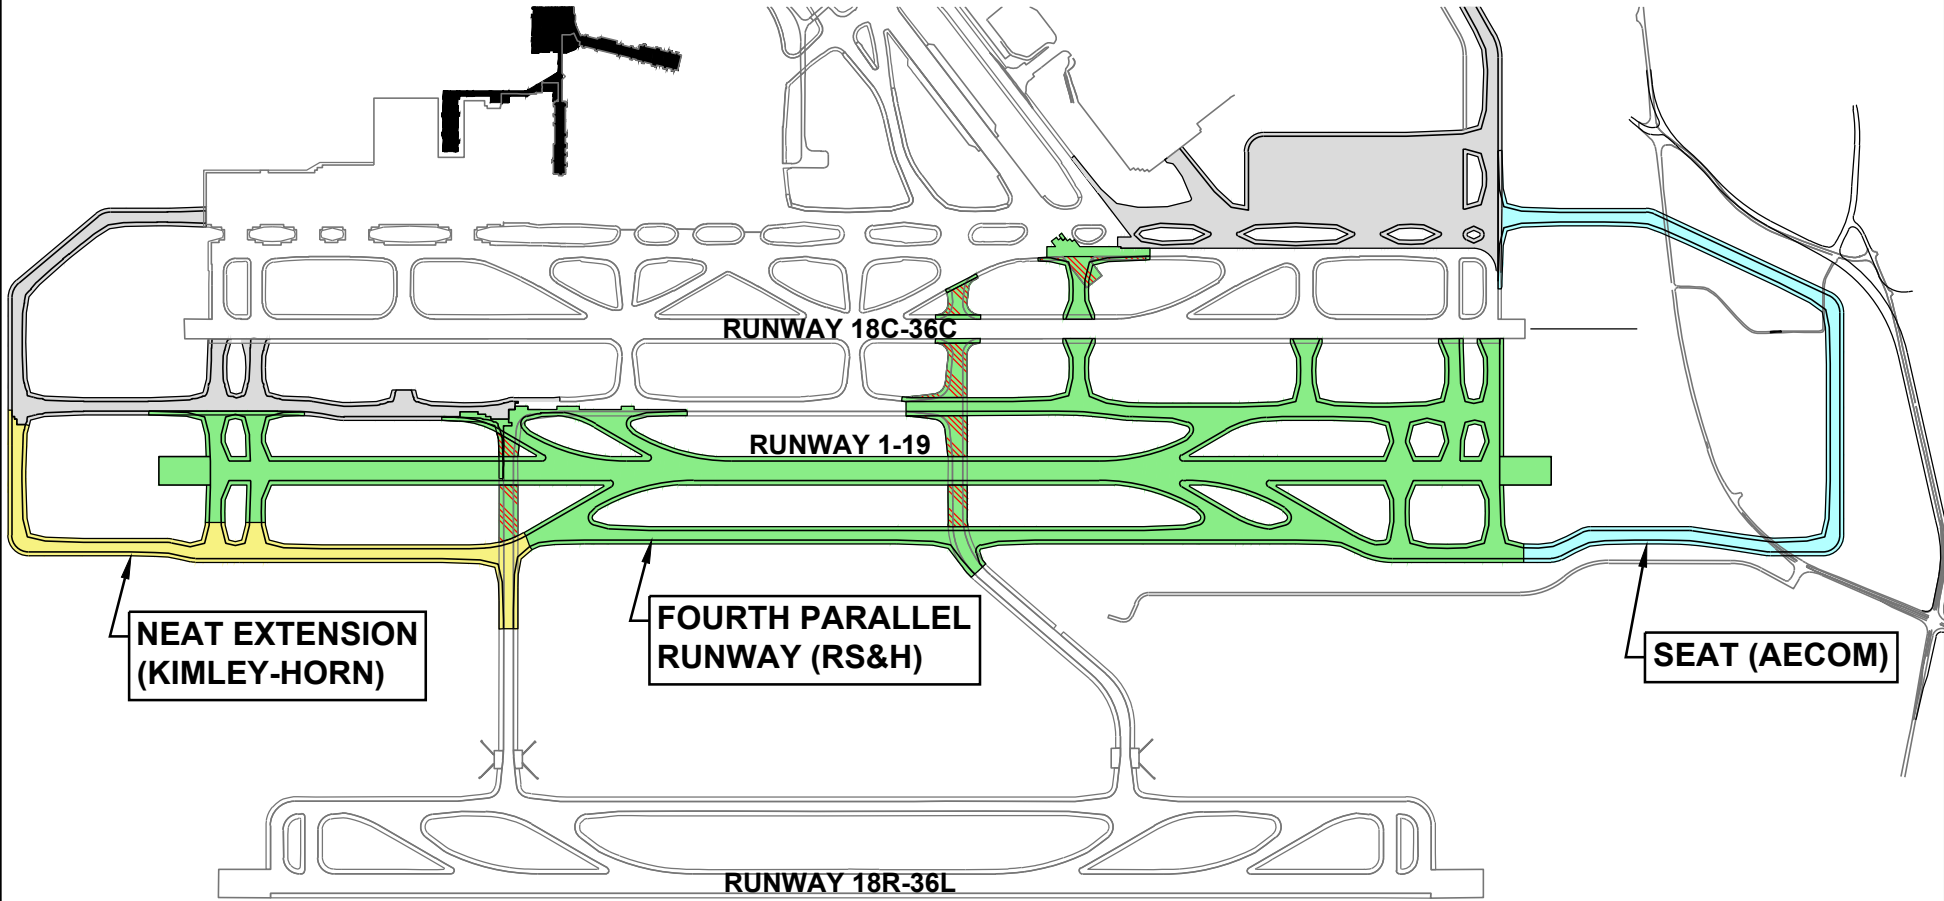 RUNWAY 18C-36C
RUNWAY 1-19
NEAT EXTENSION
(KIMLEY-HORN)
FOURTH PARALLEL
RUNWAY (RS&H)
SEAT (AECOM)
RUNWAY 18R-36L